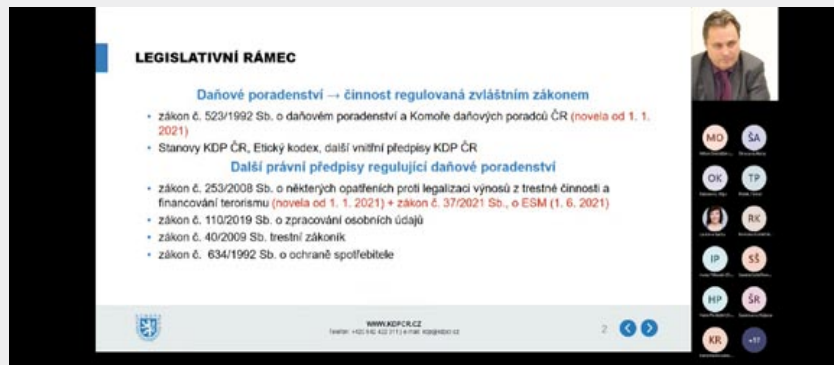 LEGISLATIVNÍ RÁMEC
Daňové poradenství → činnost regulovaná zvláštním zákonem
• zákon č. 523/1992 Sb. o daňovém poradenství a Komoře daňových poradců ČR (novela od 1. 1.
2021)
• Stanovy KDP ČR, Etický kodex, další vnitřní předpisy KDP ČR
Další právní předpisy regulující daňové poradenství
• zákon č. 253/2008 Sb. o některých opatřeních proti legalizaci výnosů z trestné činnosti a
financování terorismu (novela od 1. 1. 2021) + zákon č. 37/2021 Sb., o ESM (1. 6. 2021)
• zákon č. 110/2019 Sb. o zpracování osobních údajů
• zákon č. 40/2009 Sb. trestní zákoník
• zákon č. 634/1992 Sb. o ochraně spotřebitele
WWW.KDPCR.CZ
2
MO ŠA
OK TP
RK
IP SŠ
HP ŠR
KR +17